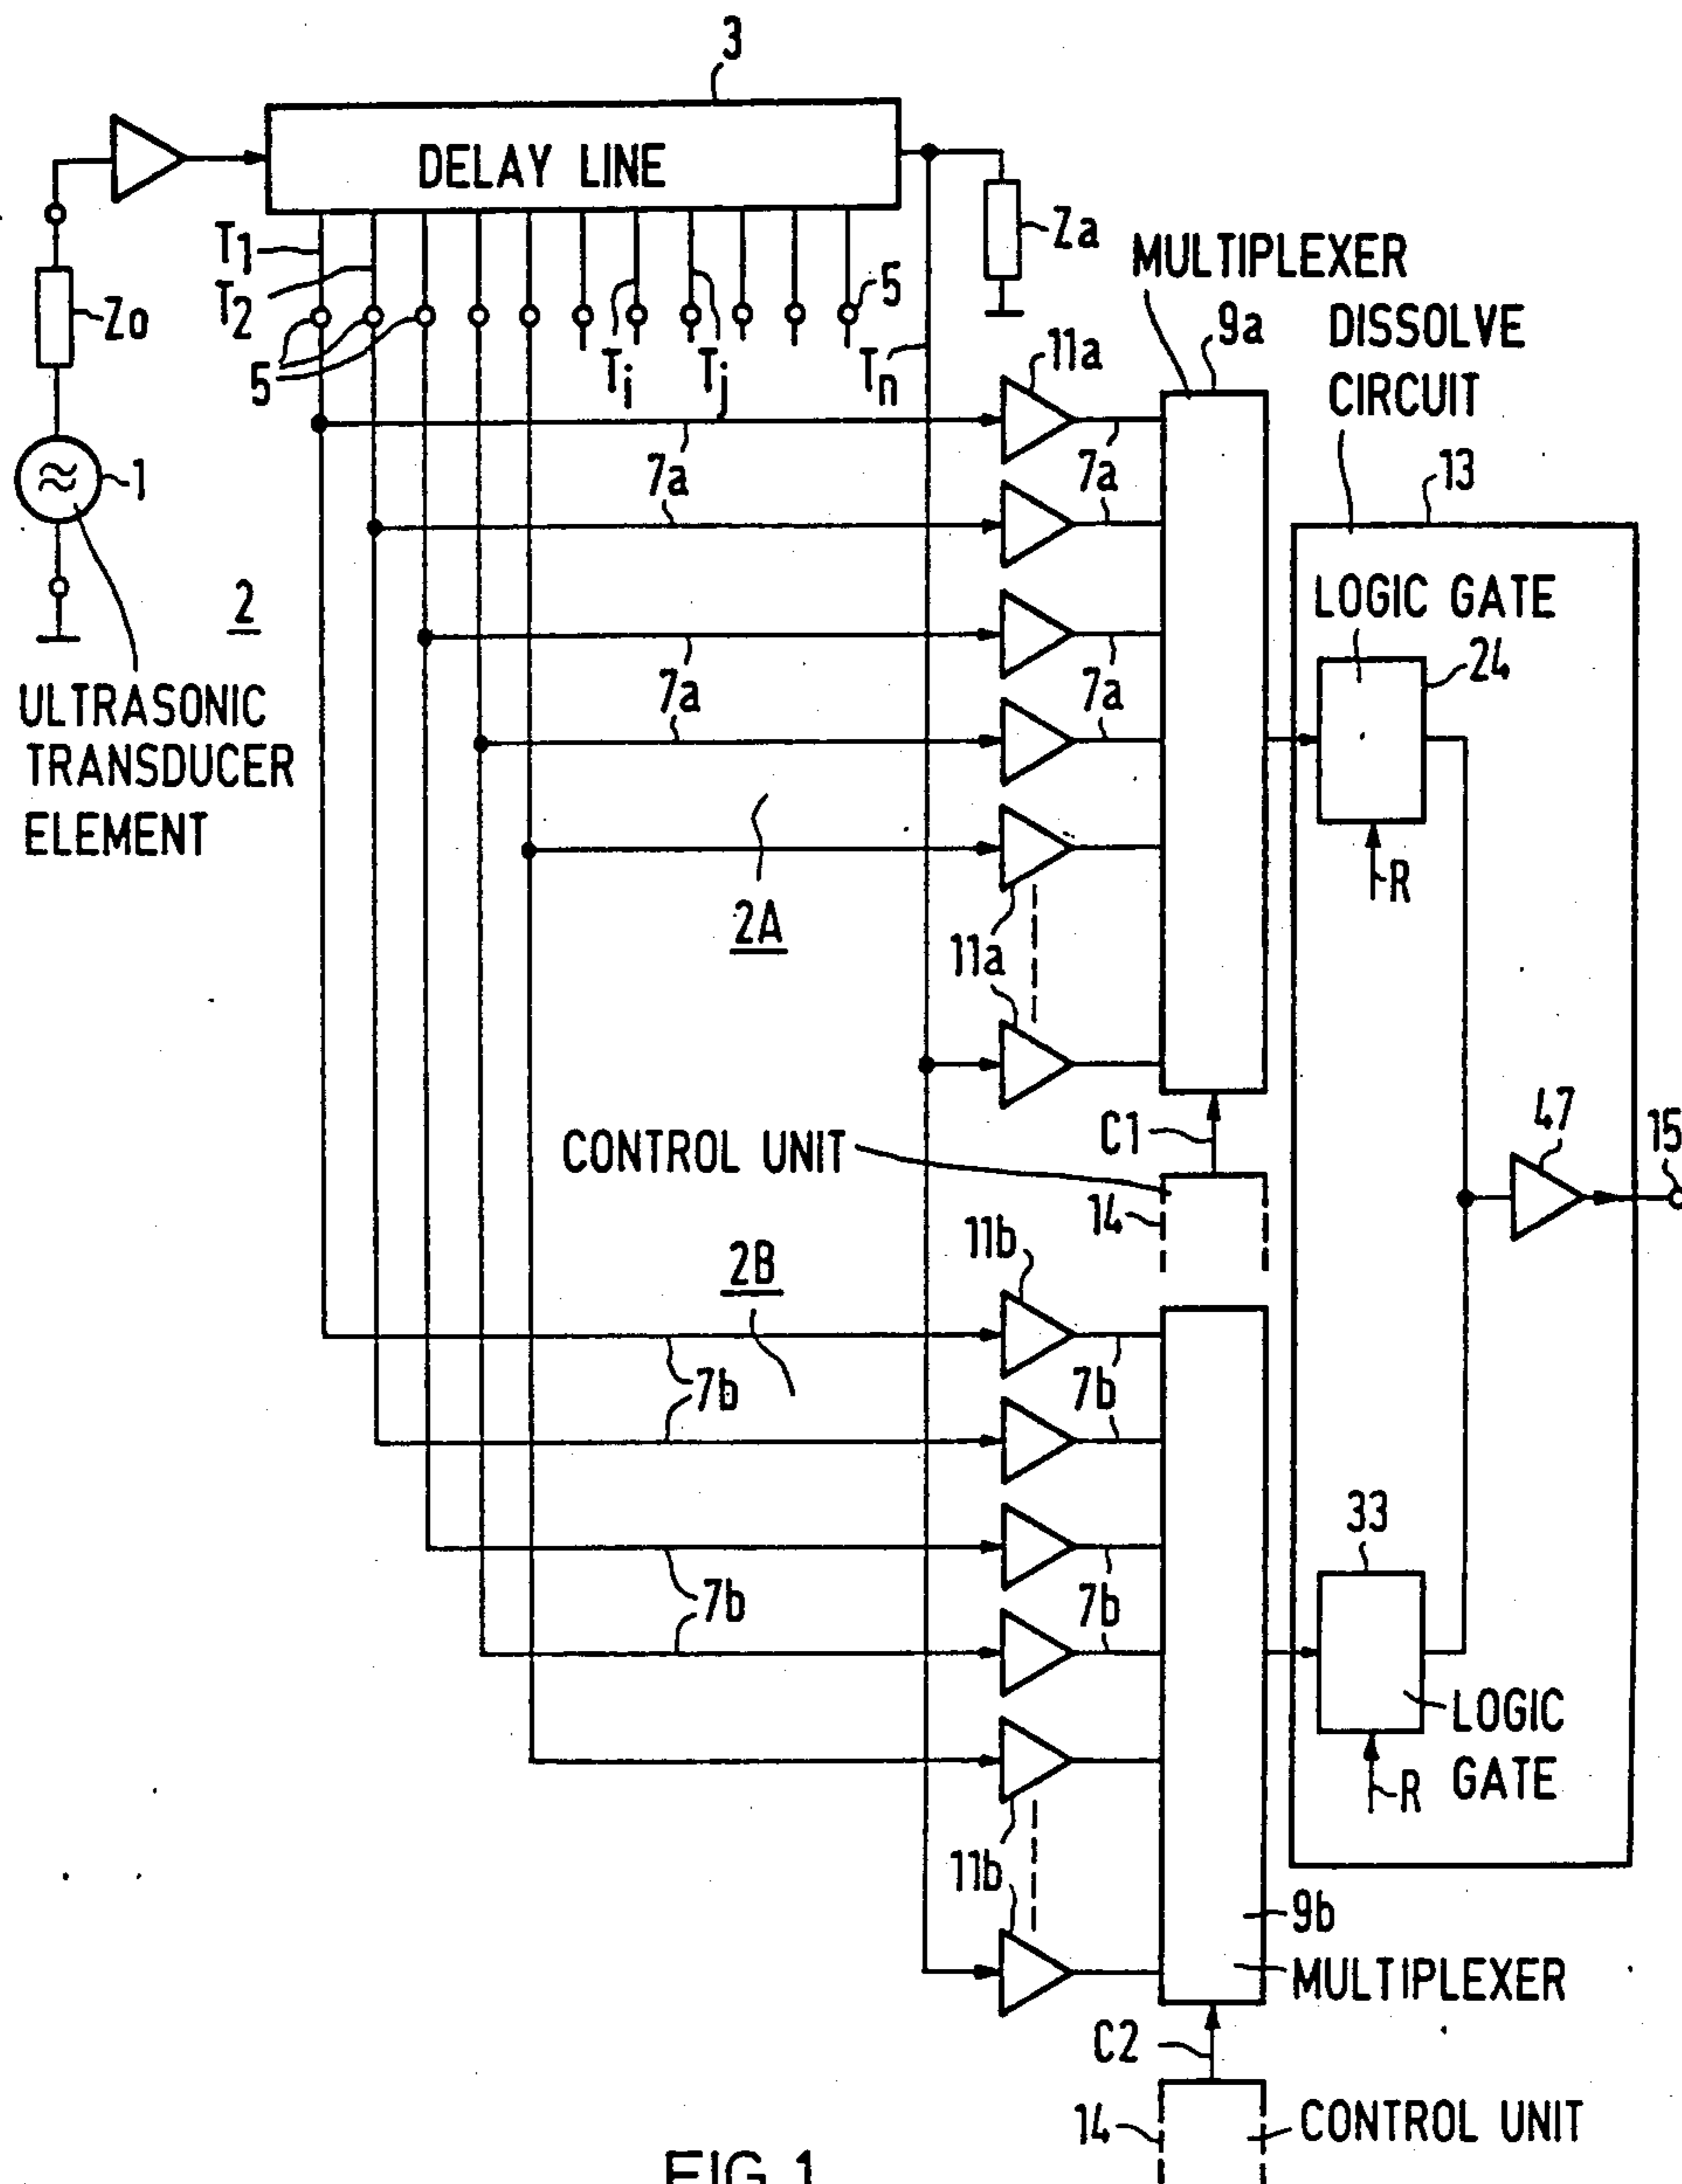 3
DELAY LINE
T1
T2
Zo
Za
5
5
Ti
Tj
Tn
MULTIPLEXER
9a
DISSOLVE
CIRCUIT
11a
1
7a
7a
13
2
LOGIC GATE
24
7a
7a
ULTRASONIC
TRANSDUCER
ELEMENT
R
2A
11a
C1
47
15
CONTROL UNIT
14
11b
2B
7b
7b
33
7b
7b
LOGIC
GATE
R
11b
9b
MULTIPLEXER
C2
14
CONTROL UNIT
FIG 1